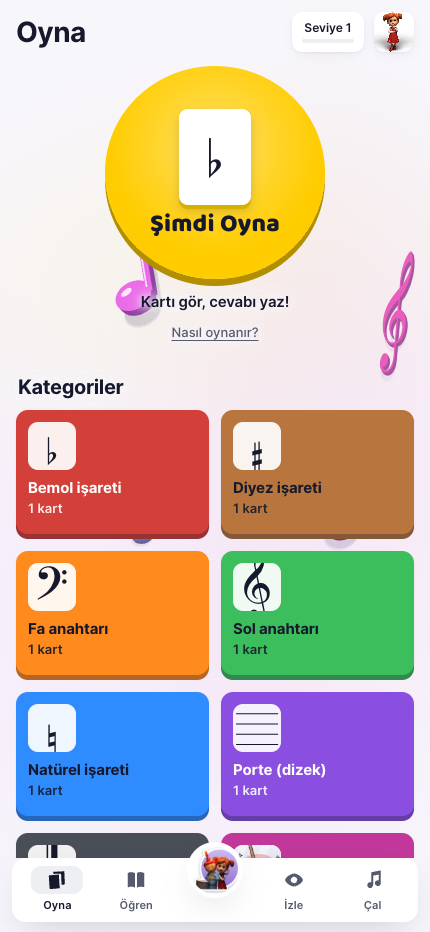 Oyna
Seviye 1
Şimdi Oyna
Kartı gör, cevabı yaz!
Nasıl oynanır?
Kategoriler
Bemol işareti
1 kart
Diyez işareti
1 kart
Fa anahtarı
1 kart
Sol anahtarı
1 kart
Natürel işareti
1 kart
Porte (dizek)
1 kart
Oyna
Öğren
İzle
Çal